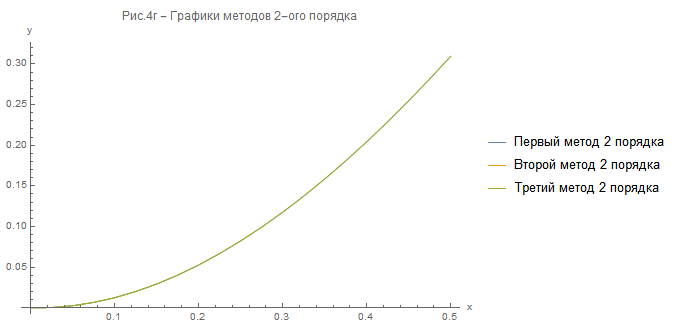 Рис.4г – Графики методов 2–ого порядка
y
0.30
0.25
0.20
0.15
0.10
0.05
0.1
0.2
0.3
0.4
0.5
x
Первый метод 2 порядка
Второй метод 2 порядка
Третий метод 2 порядка